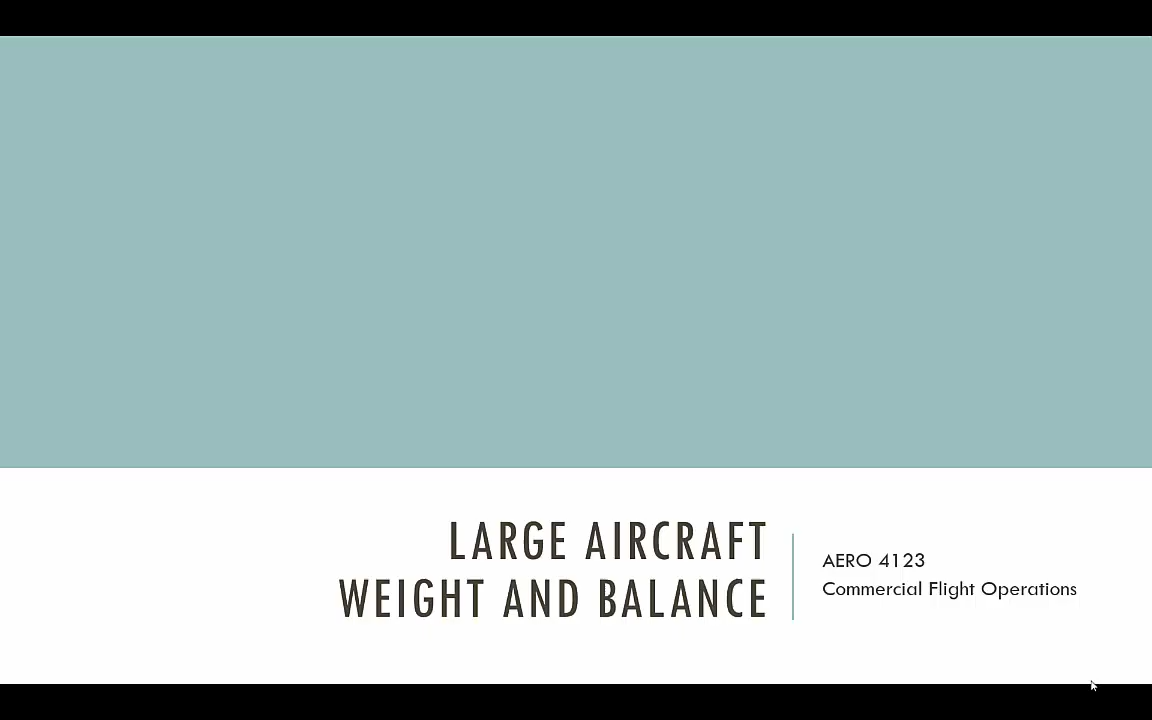 LARGE AIRCRAFT
WEIGHT AND BALANCE
AERO 4123
Commercial Flight Operations